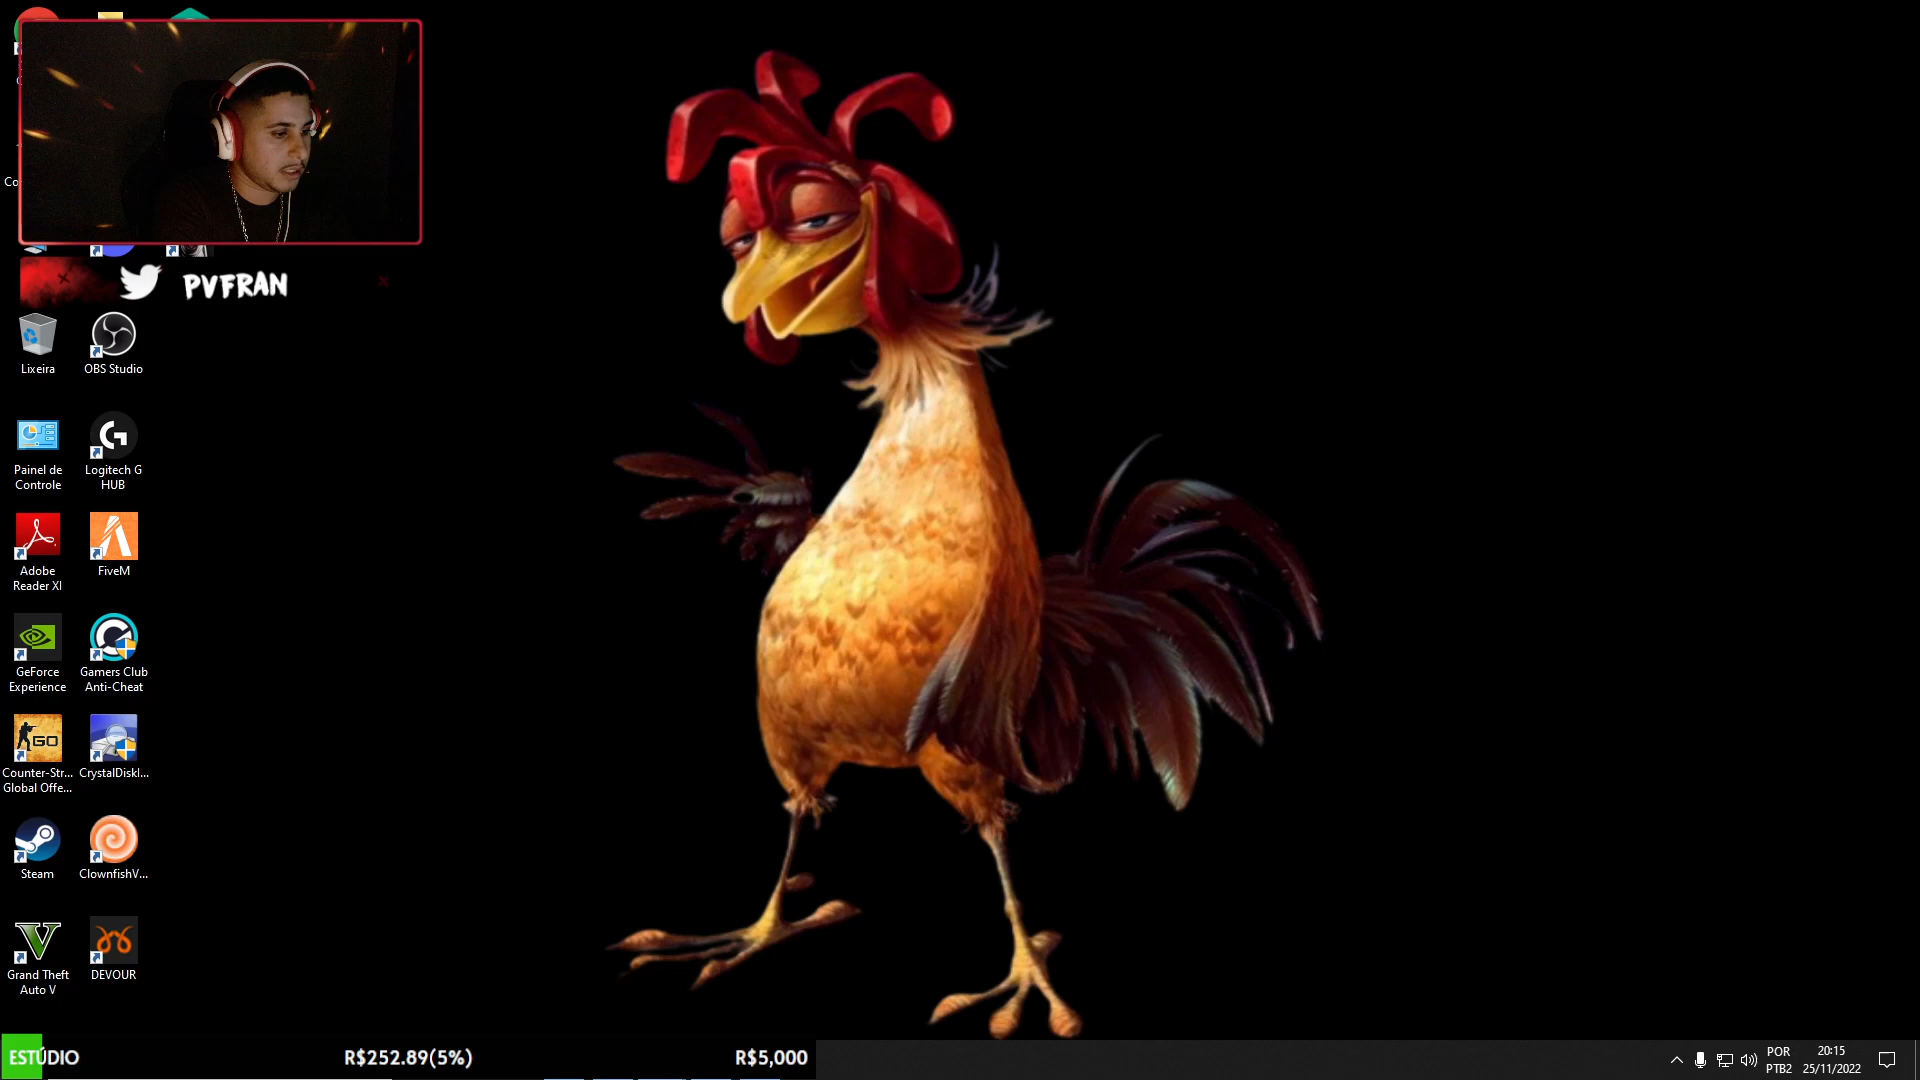 Co
PVFRAN
Lixeira
OBS Studio
Painel de
Controle
Logitech G
HUB
Adobe
Reader XI
FiveM
GeForce
Experience
Gamers Club
Anti-Cheat
GO
Counter-Str...
Global Offe...
CrystalDiskI...
Steam
ClownfishV...
V
Grand Theft
Auto V
DEVOUR
ESTÚDIO
R$252.89(5%)
R$5,000
POR
PTB2
20:15
25/11/2022